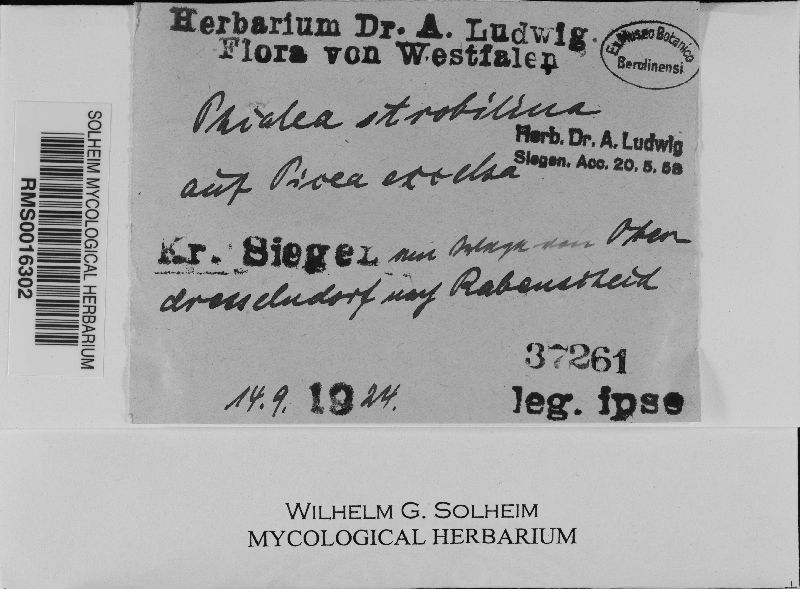 Herbarium Dr. A. Ludwig.
Flora von Westfalen
Ex Museo Botanico
Berolinensi
Phialea strobilina
Herb. Dr. A. Ludwig
Siegen. Acc. 20. 5. 58
auf Picea excelsa
Kr. Siegen am Wege von Ober-
dresselndorf nach Rabenscheid
37261
14. 9. 1924.
leg. ipse
SOLHEIM MYCOLOGICAL HERBARIUM
RMS0016302
WILHELM G. SOLHEIM
MYCOLOGICAL HERBARIUM